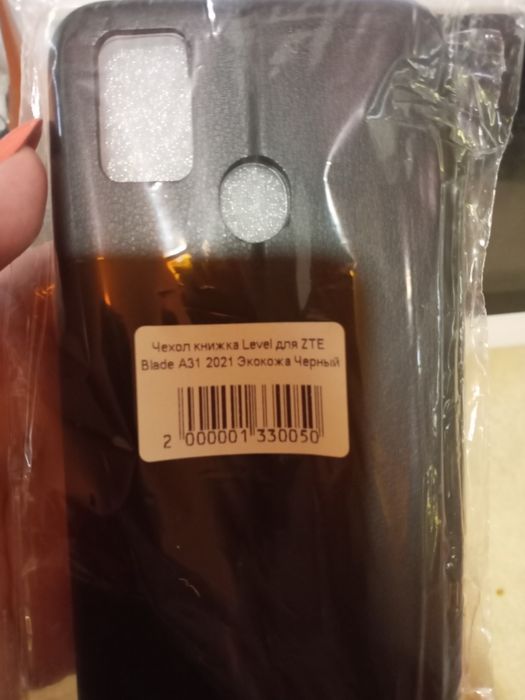 Чехол книжка Level для ZTE
Blade A31 2021 Экокожа Черный
2 000001 330050